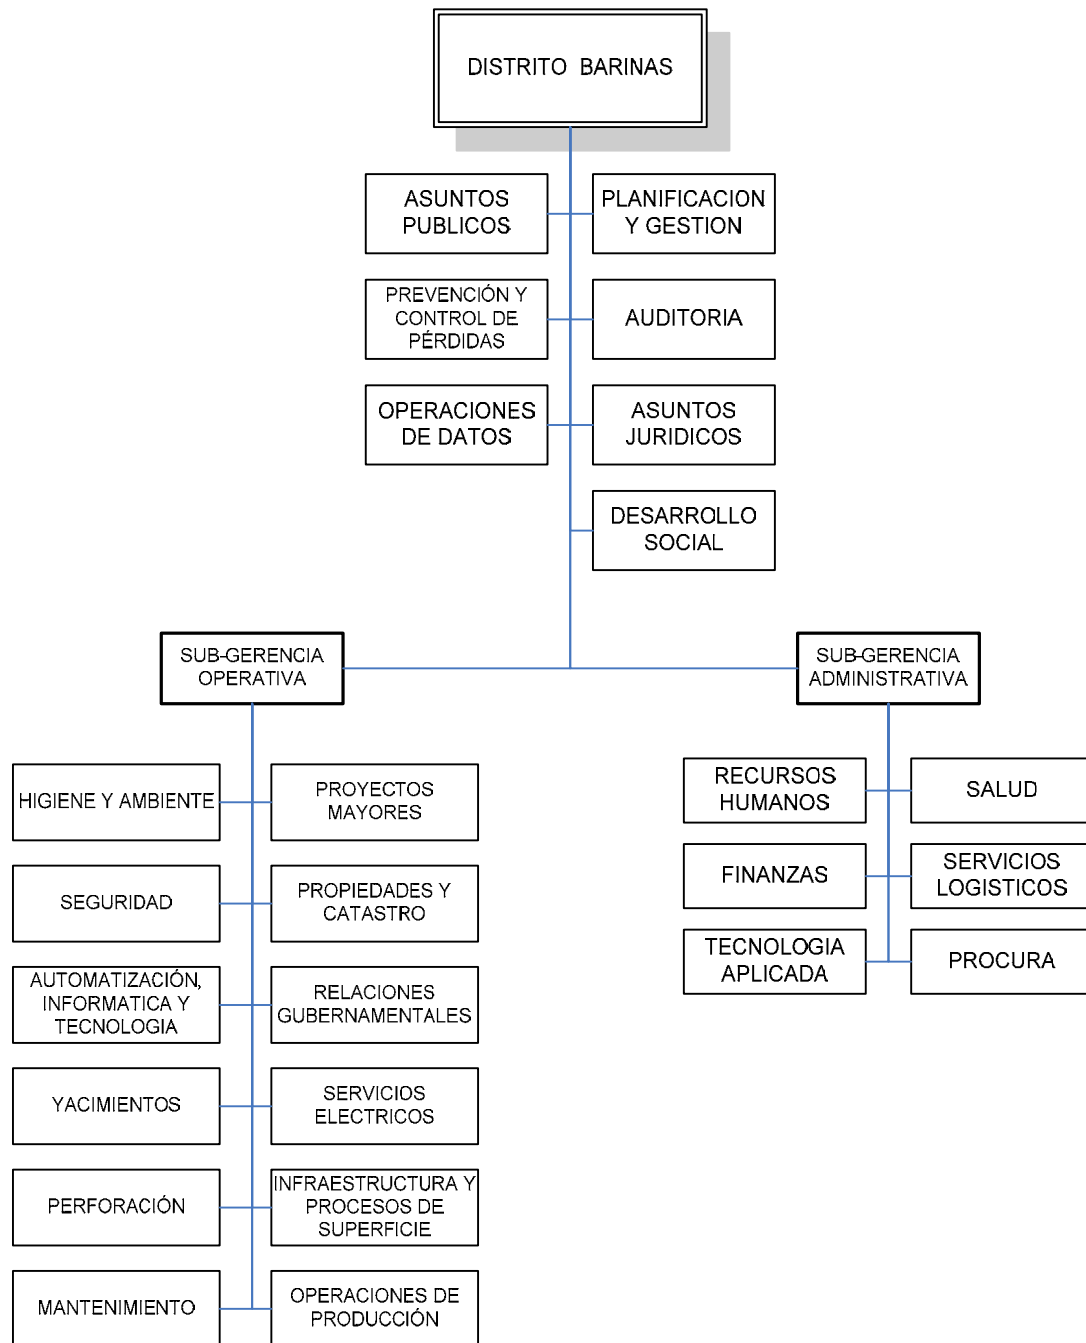 DISTRITO BARINAS
ASUNTOS
PUBLICOS
PLANIFICACION
Y GESTION
PREVENCIÓN Y
CONTROL DE
PÉRDIDAS
AUDITORIA
OPERACIONES
DE DATOS
ASUNTOS
JURIDICOS
DESARROLLO
SOCIAL
SUB-GERENCIA
OPERATIVA
SUB-GERENCIA
ADMINISTRATIVA
HIGIENE Y AMBIENTE
PROYECTOS
MAYORES
SEGURIDAD
PROPIEDADES Y
CATASTRO
AUTOMATIZACIÓN,
INFORMATICA Y
TECNOLOGIA
RELACIONES
GUBERNAMENTALES
YACIMIENTOS
SERVICIOS
ELECTRICOS
PERFORACIÓN
INFRAESTRUCTURA Y
PROCESOS DE
SUPERFICIE
MANTENIMIENTO
OPERACIONES DE
PRODUCCIÓN
RECURSOS
HUMANOS
SALUD
FINANZAS
SERVICIOS
LOGISTICOS
TECNOLOGIA
APLICADA
PROCURA